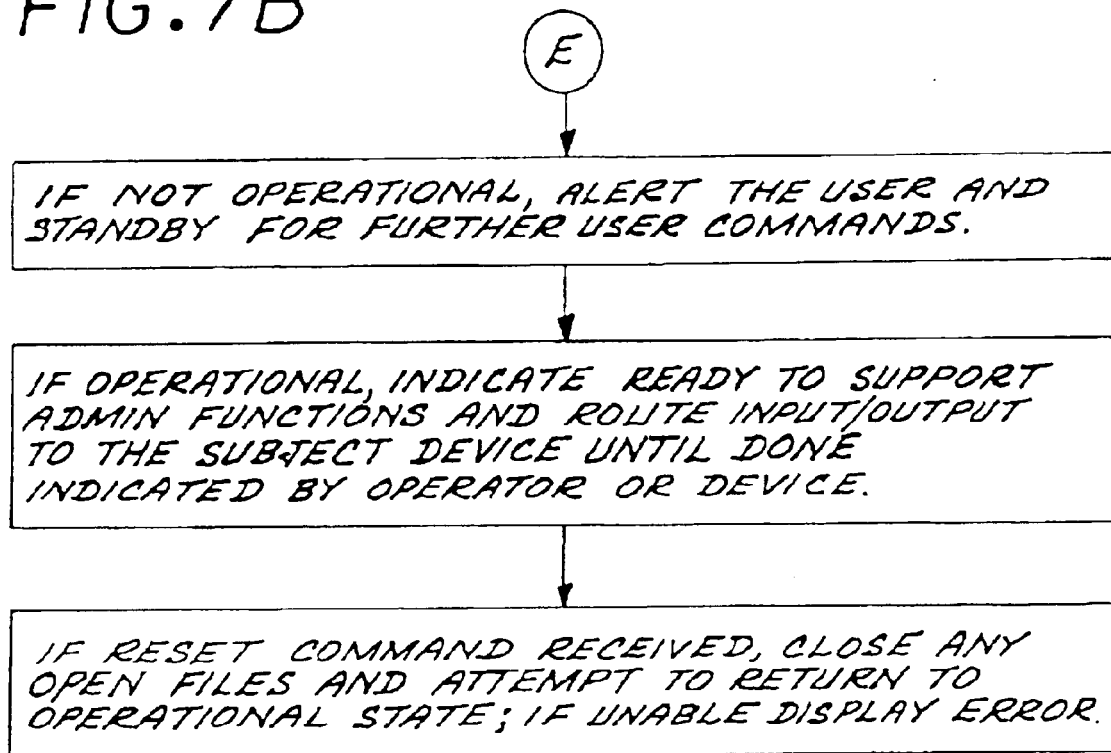 FIG. 7B
E
IF NOT OPERATIONAL, ALERT THE USER AND
STANDBY FOR FURTHER USER COMMANDS.
IF OPERATIONAL, INDICATE READY TO SUPPORT
ADMIN FUNCTIONS AND ROUTE INPUT/OUTPUT
TO THE SUBJECT DEVICE UNTIL DONE
INDICATED BY OPERATOR OR DEVICE.
IF RESET COMMAND RECEIVED, CLOSE ANY
OPEN FILES AND ATTEMPT TO RETURN TO
OPERATIONAL STATE; IF UNABLE DISPLAY ERROR.